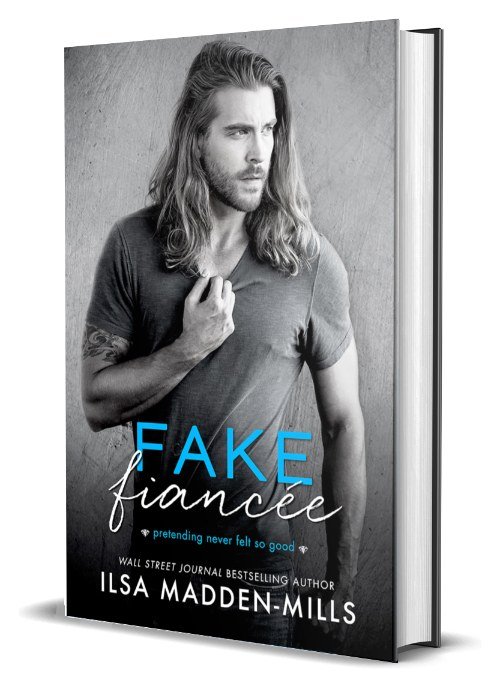 FAKE
fiancée
pretending never felt so good
WALL STREET JOURNAL BESTSELLING AUTHOR
ILSA MADDEN-MILLS